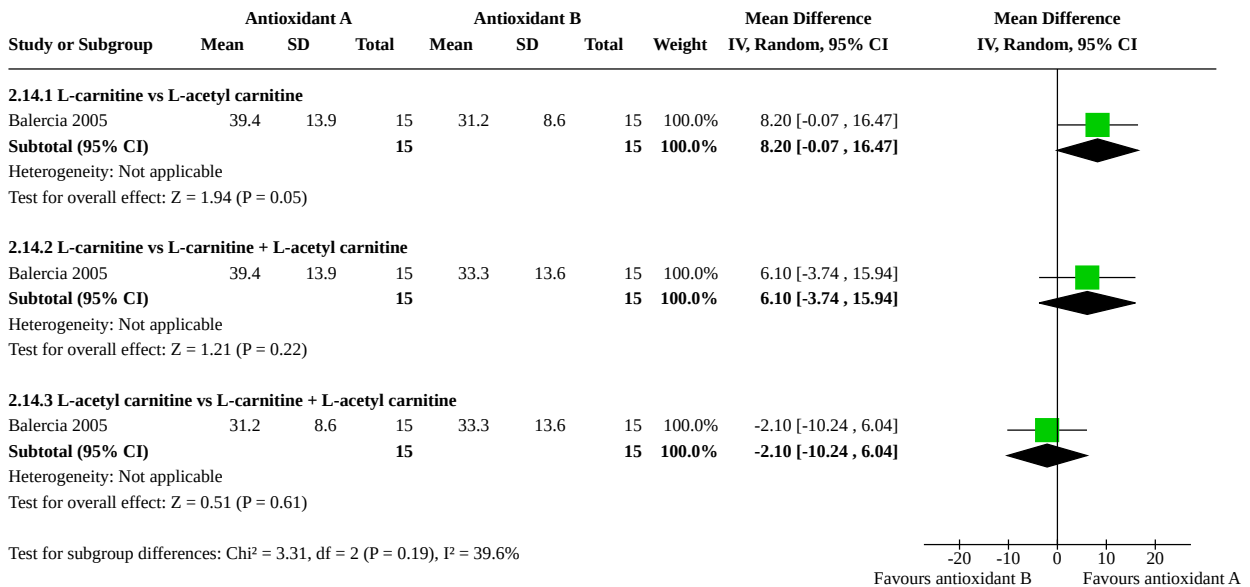 Antioxidant A Antioxidant B Mean Difference Mean Difference
Study or Subgroup Mean SD Total Mean SD Total Weight IV, Random, 95% CI IV, Random, 95% CI
2.14.1 L-carnitine vs L-acetyl carnitine
Balercia 2005 39.4 13.9 15 31.2 8.6 15 100.0% 8.20 [-0.07 , 16.47]
Subtotal (95% CI) 15 15 100.0% 8.20 [-0.07 , 16.47]
Heterogeneity: Not applicable
Test for overall effect: Z = 1.94 (P = 0.05)
2.14.2 L-carnitine vs L-carnitine + L-acetyl carnitine
Balercia 2005 39.4 13.9 15 33.3 13.6 15 100.0% 6.10 [-3.74 , 15.94]
Subtotal (95% CI) 15 15 100.0% 6.10 [-3.74 , 15.94]
Heterogeneity: Not applicable
Test for overall effect: Z = 1.21 (P = 0.22)
2.14.3 L-acetyl carnitine vs L-carnitine + L-acetyl carnitine
Balercia 2005 31.2 8.6 15 33.3 13.6 15 100.0% -2.10 [-10.24 , 6.04]
Subtotal (95% CI) 15 15 100.0% -2.10 [-10.24 , 6.04]
Heterogeneity: Not applicable
Test for overall effect: Z = 0.51 (P = 0.61)
Test for subgroup differences: Chi² = 3.31, df = 2 (P = 0.19), I² = 39.6%
-20 -10 0 10 20
Favours antioxidant B Favours antioxidant A